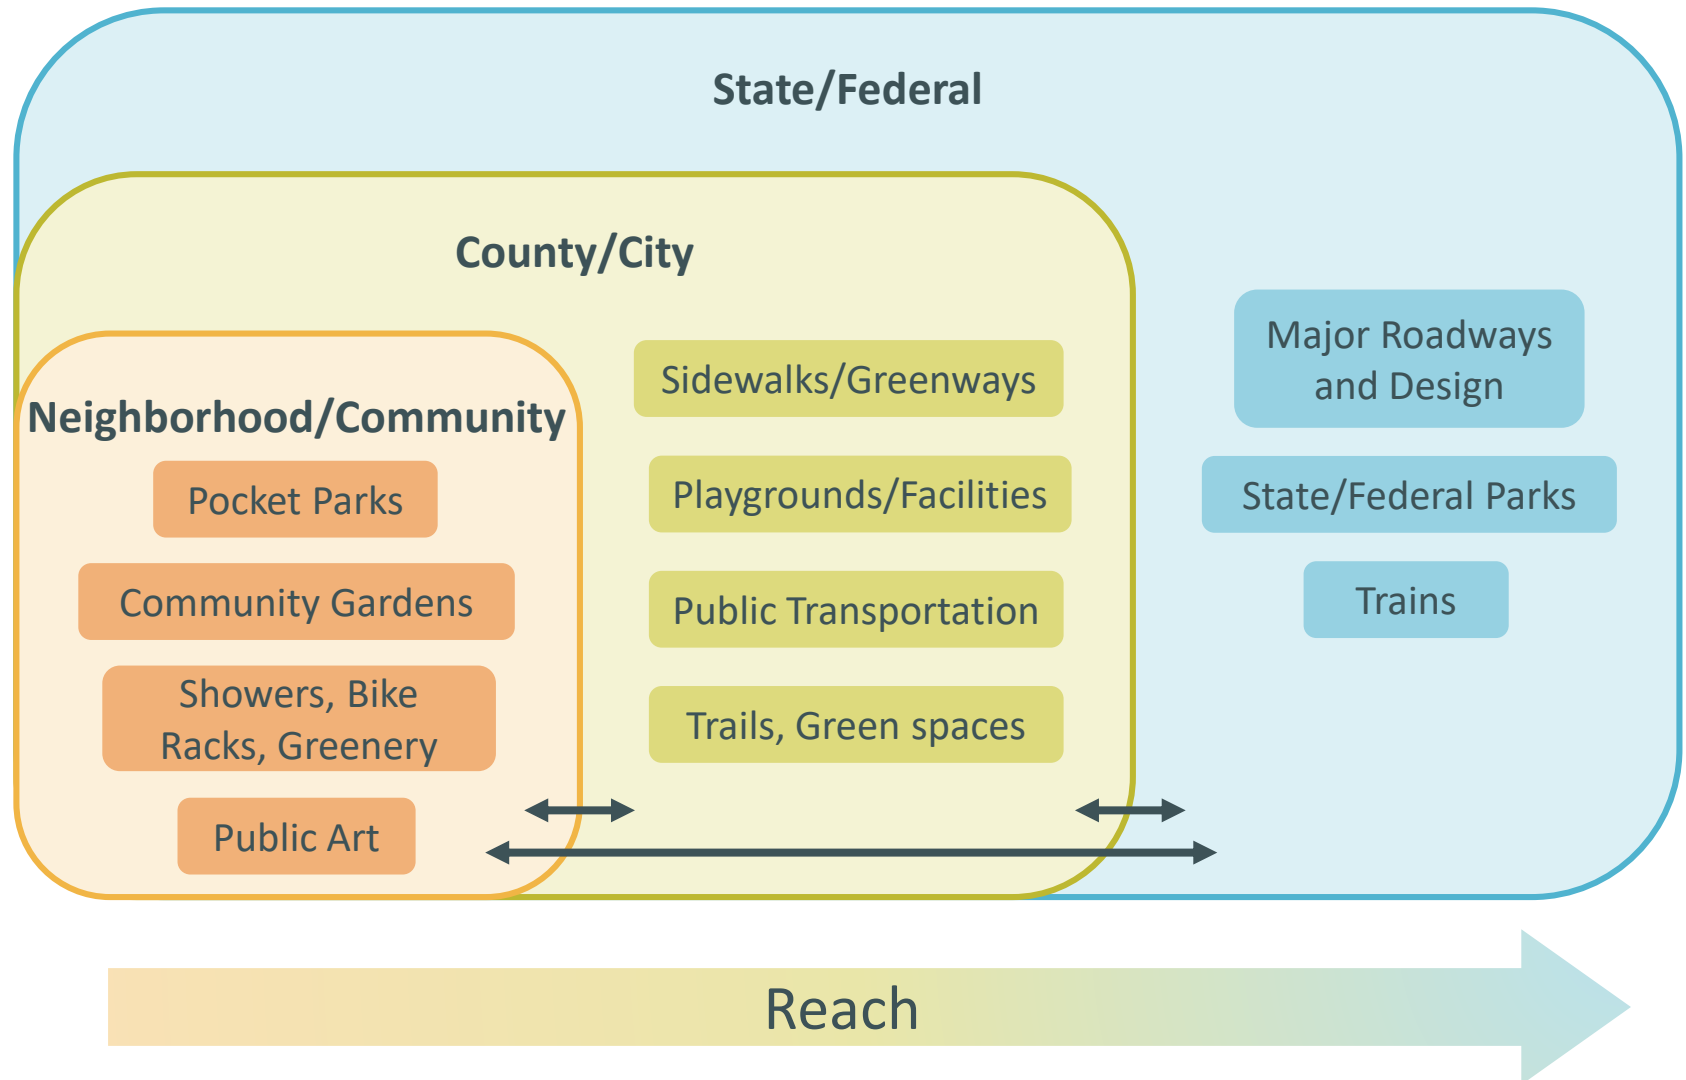 State/Federal
County/City
Neighborhood/Community
Pocket Parks
Community Gardens
Showers, Bike
Racks, Greenery
Public Art
Sidewalks/Greenways
Playgrounds/Facilities
Public Transportation
Trails, Green spaces
Major Roadways
and Design
State/Federal Parks
Trains
Reach